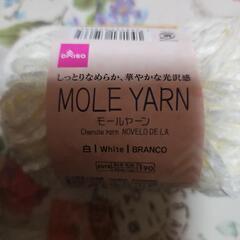 DAISO
しっとりなめらか、華やかな光沢感
MOLE YARN
モールヤーン
Chenille Yarn NOVELO DE LÃ
白 | White | BRANCO